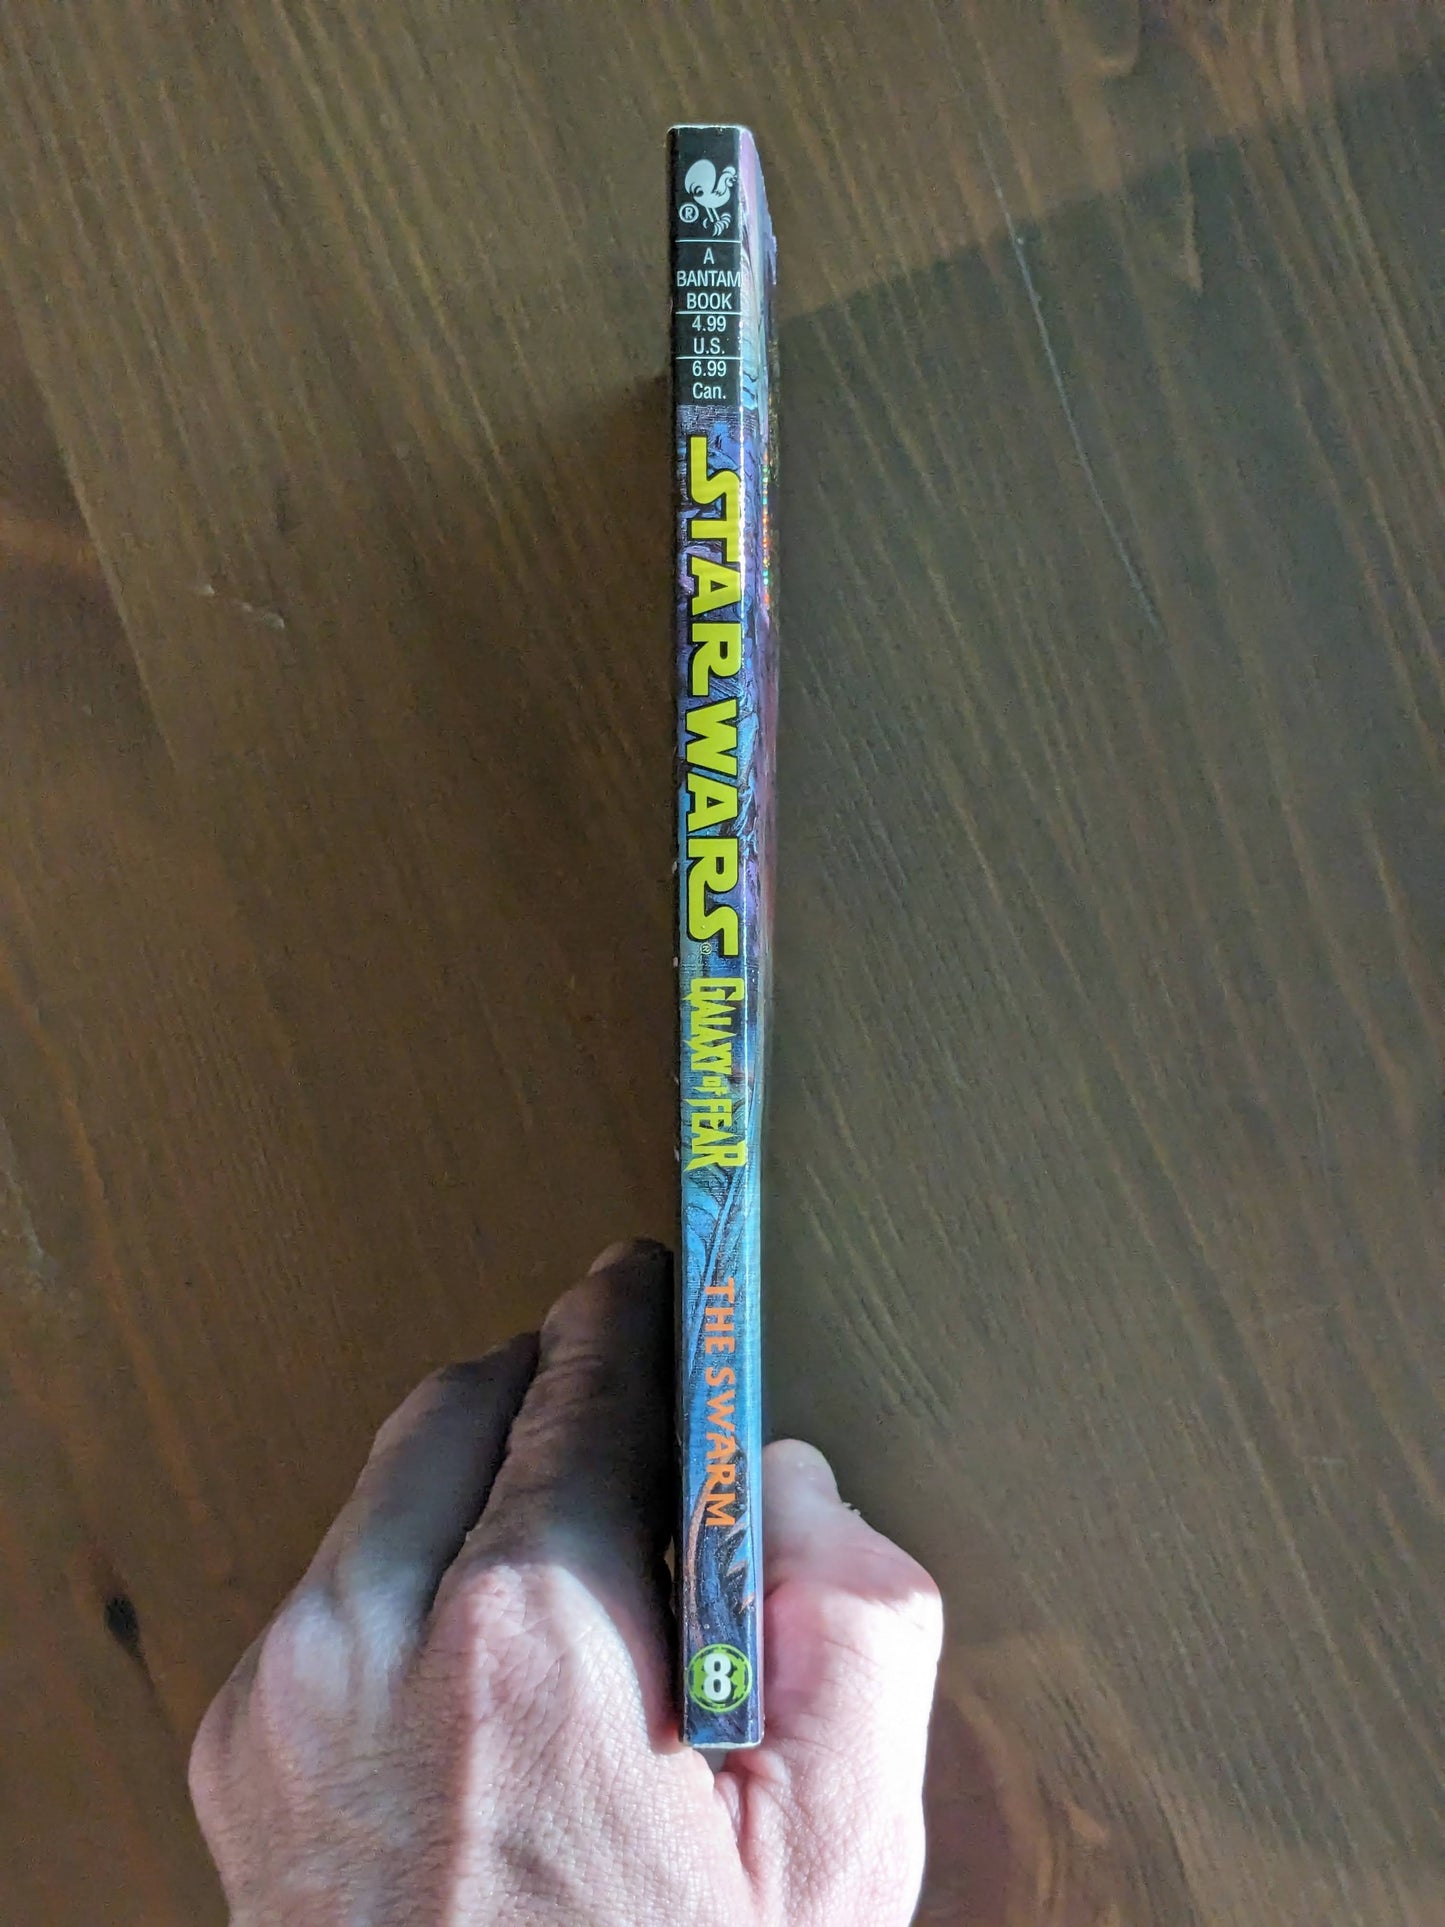 ®
A
BANTAM
BOOK
4.99
U.S.
6.99
Can.
STAR WARS®
GALAXY of FEAR
THE SWARM
8